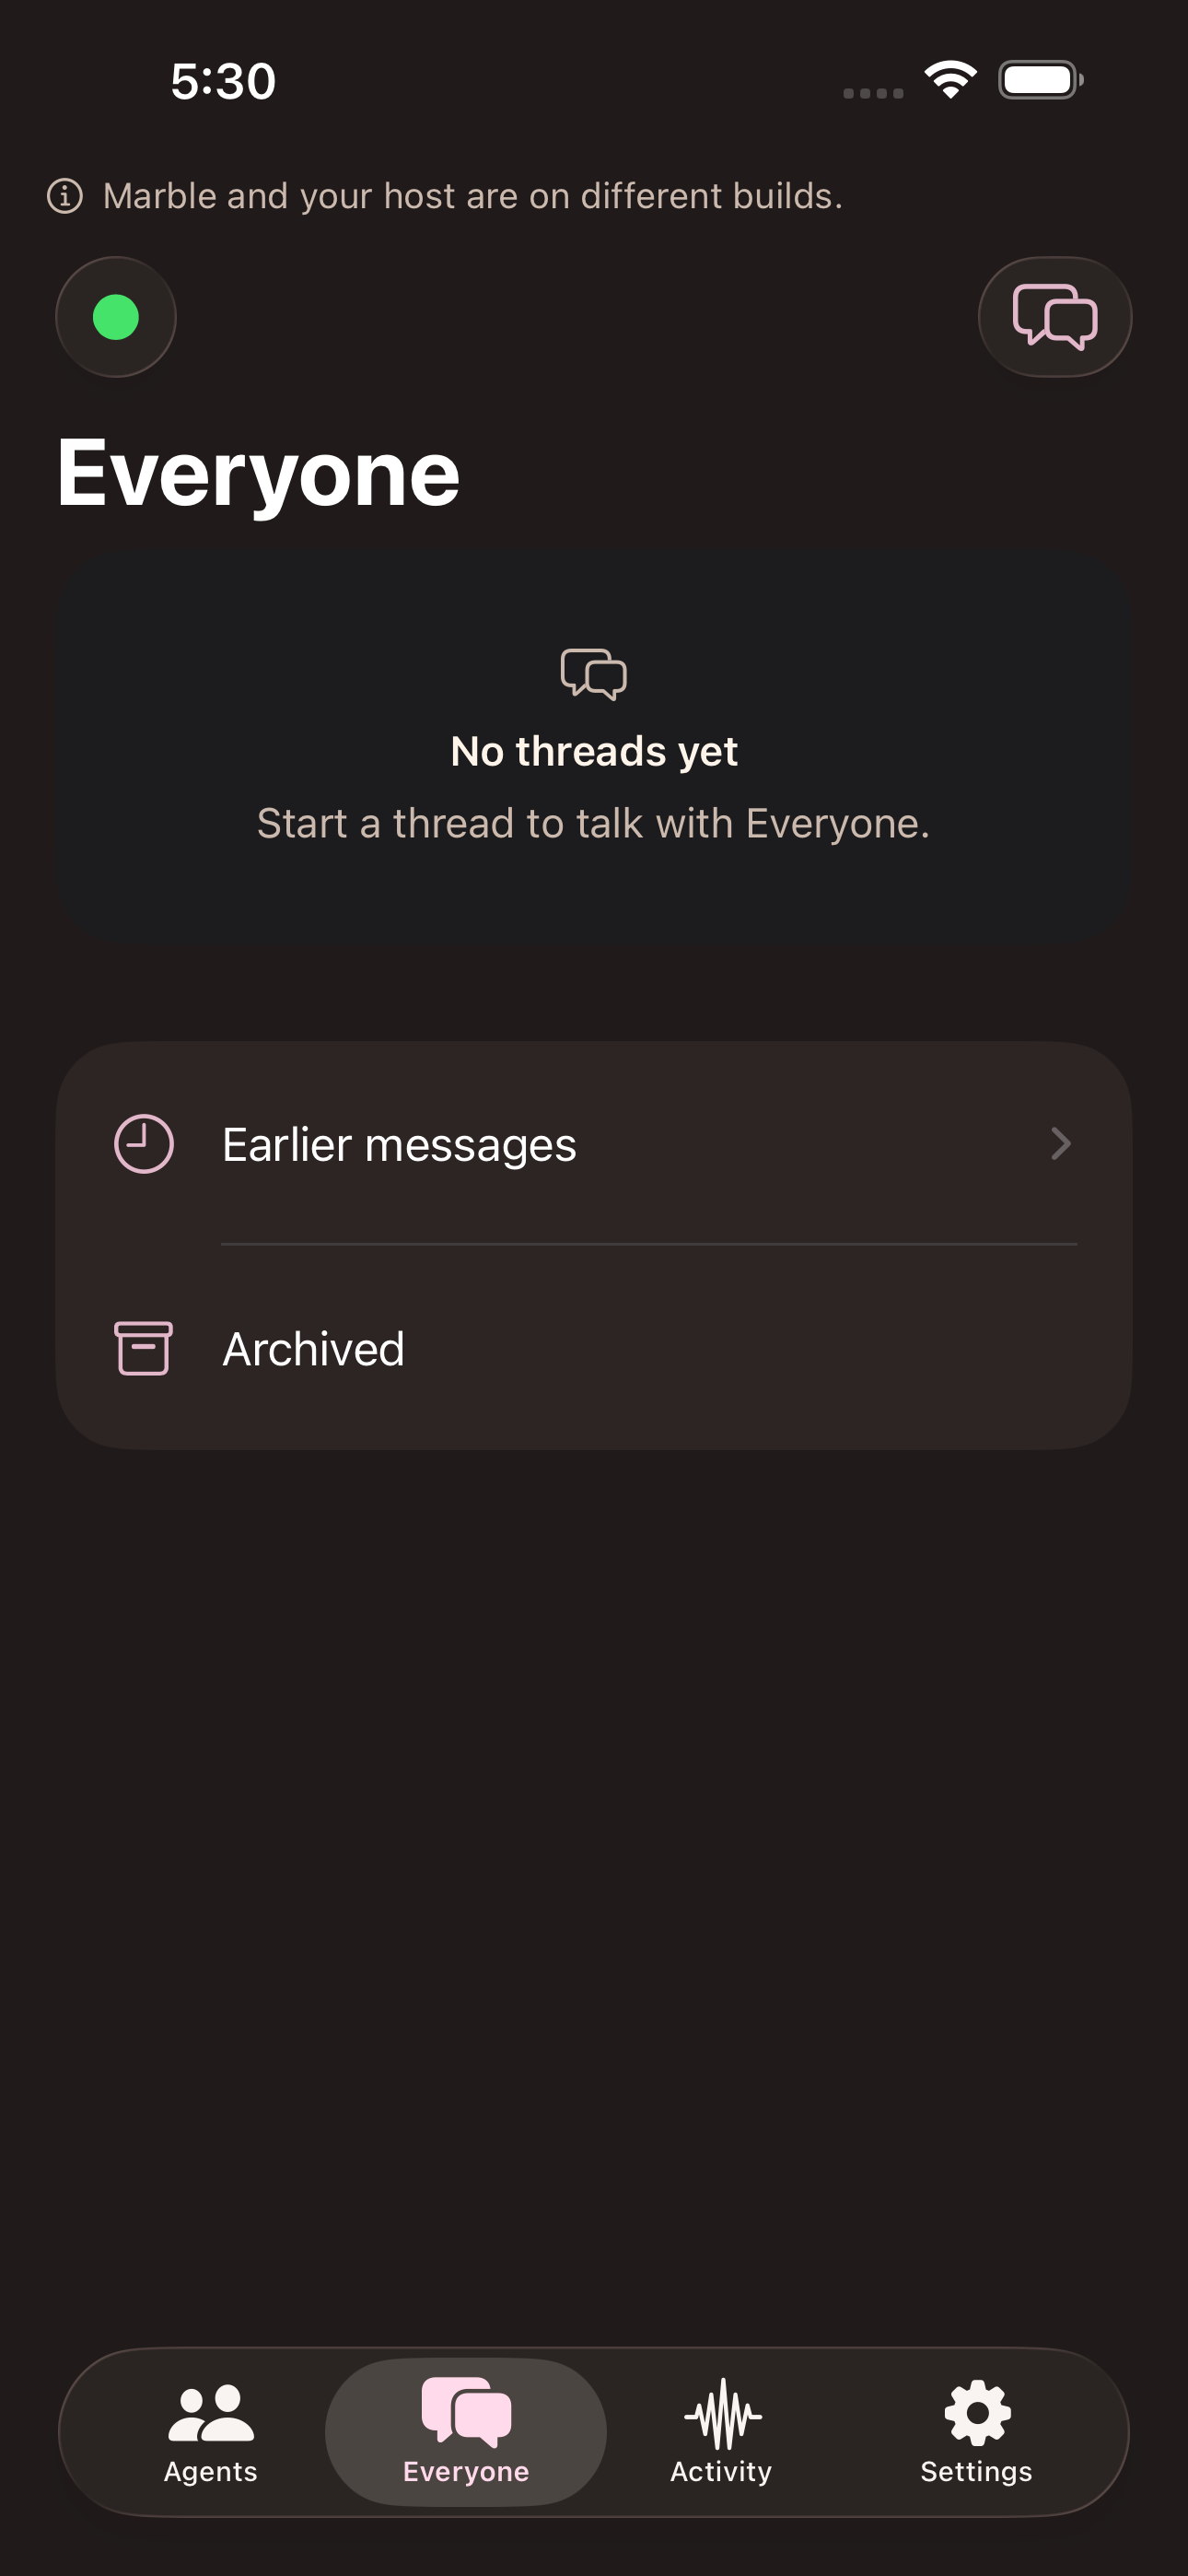 5:30
Marble and your host are on different builds.
Everyone
No threads yet
Start a thread to talk with Everyone.
Earlier messages
Archived
Agents
Everyone
Activity
Settings